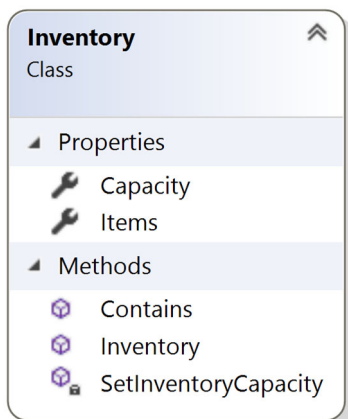 Inventory
Class
Properties
Capacity
Items
Methods
Contains
Inventory
SetInventoryCapacity